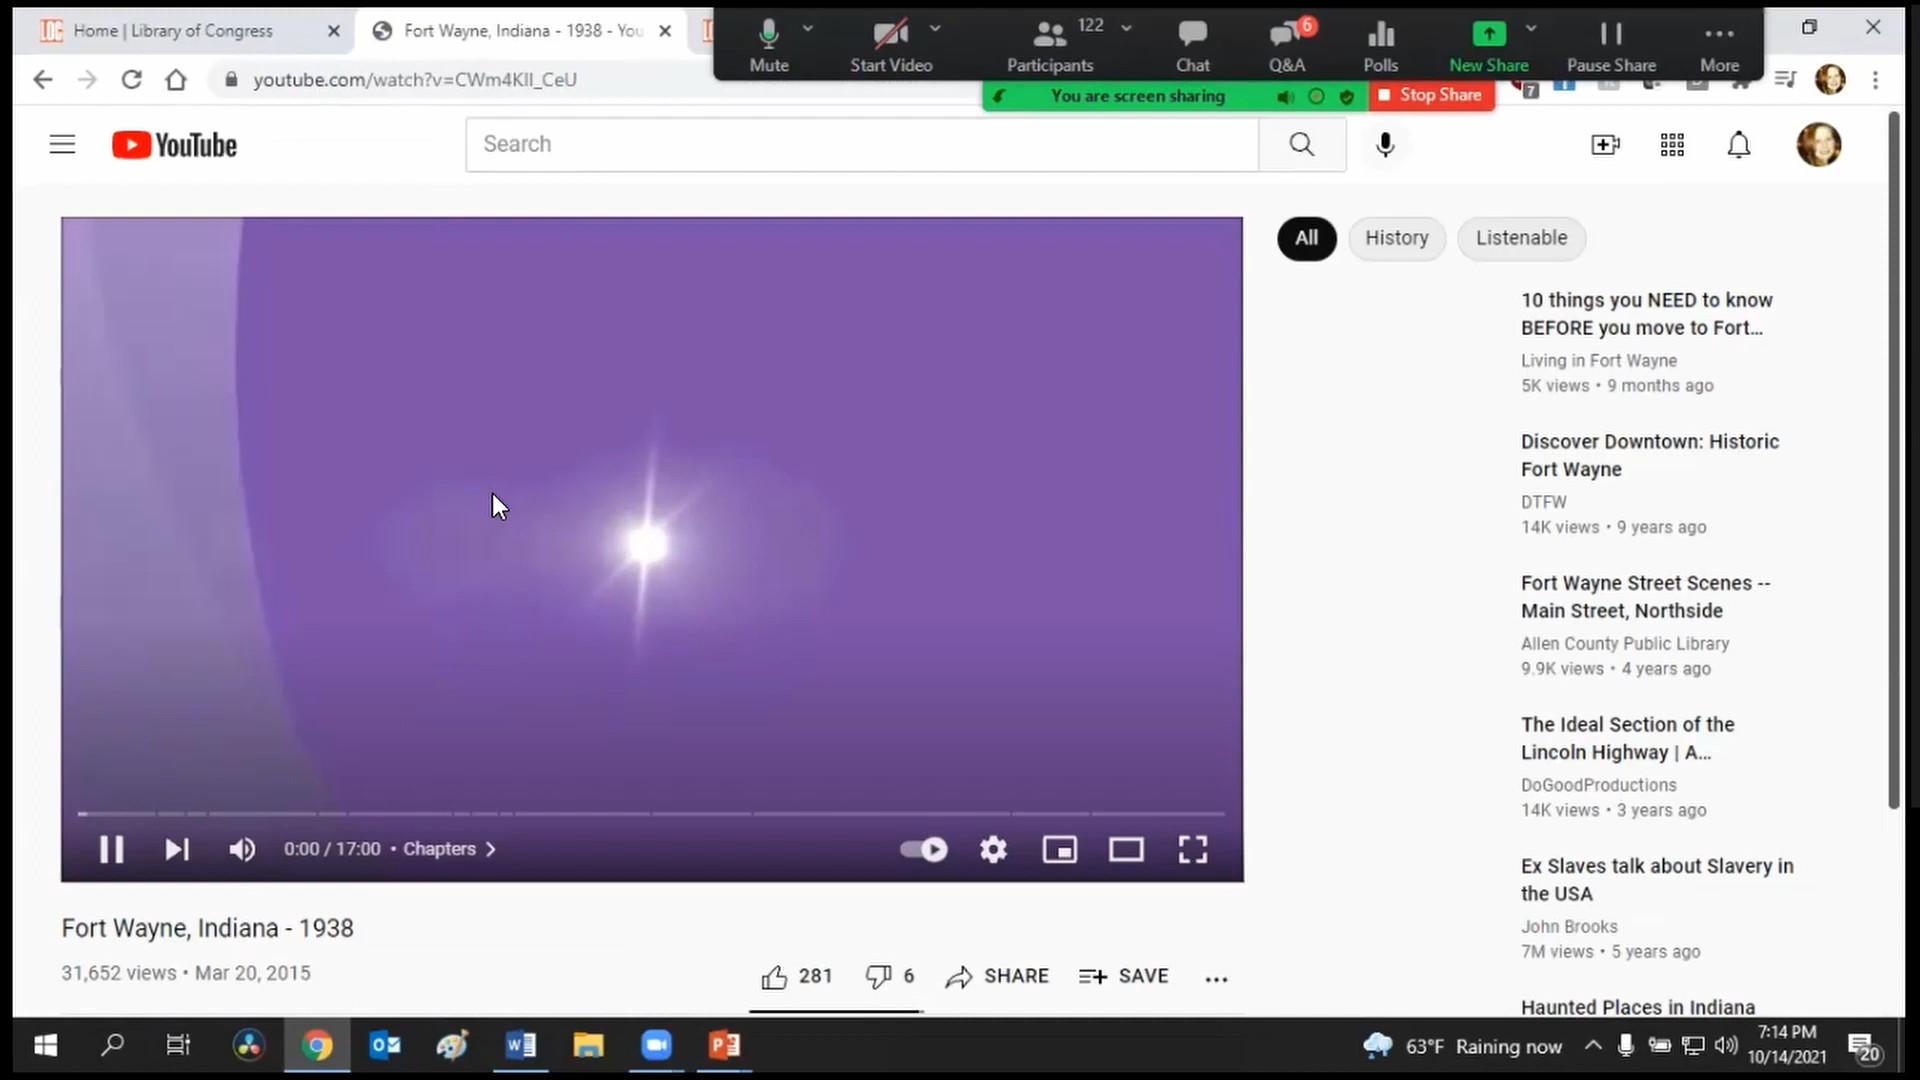 Home | Library of Congress
Fort Wayne, Indiana - 1938 - You
Mute
Start Video
122
Participants
Chat
6
Q&A
Polls
New Share
Pause Share
More
youtube.com/watch?v=CWm4KlI_CeU
You are screen sharing
Stop Share
7
YouTube
Search
All
History
Listenable
10 things you NEED to know
BEFORE you move to Fort...
Living in Fort Wayne
5K views • 9 months ago
Discover Downtown: Historic
Fort Wayne
DTFW
14K views • 9 years ago
Fort Wayne Street Scenes --
Main Street, Northside
Allen County Public Library
9.9K views • 4 years ago
The Ideal Section of the
Lincoln Highway | A...
DoGoodProductions
14K views • 3 years ago
Ex Slaves talk about Slavery in
the USA
John Brooks
7M views • 5 years ago
Haunted Places in Indiana
0:00 / 17:00 • Chapters
Fort Wayne, Indiana - 1938
31,652 views • Mar 20, 2015
281
6
SHARE
SAVE
63°F Raining now
7:14 PM
10/14/2021
20